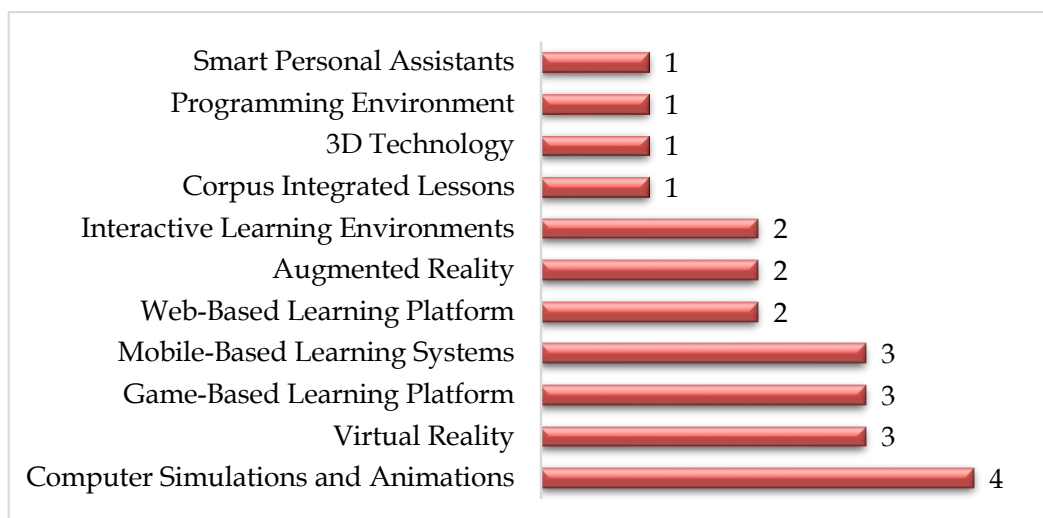 Smart Personal Assistants 1
Programming Environment 1
3D Technology 1
Corpus Integrated Lessons 1
Interactive Learning Environments 2
Augmented Reality 2
Web-Based Learning Platform 2
Mobile-Based Learning Systems 3
Game-Based Learning Platform 3
Virtual Reality 3
Computer Simulations and Animations 4